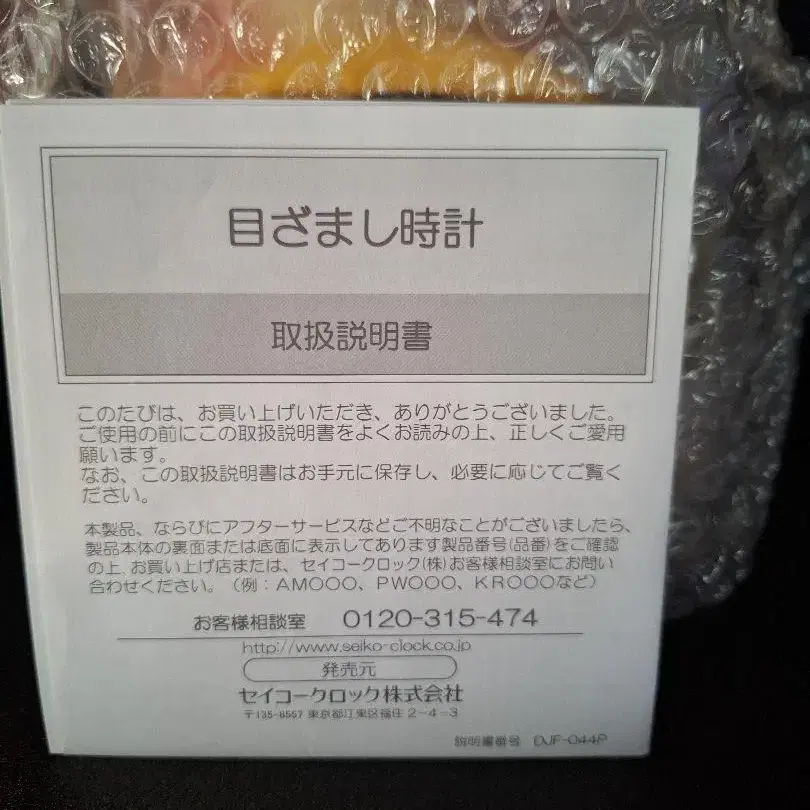 目ざまし時計
取扱説明書
このたびは、お買い上げいただき、ありがとうございました。
ご使用の前にこの取扱説明書をよくお読みの上、正しくご愛用
願います。
なお、この取扱説明書はお手元に保存し、必要に応じてご覧く
ださい。
本製品、ならびにアフターサービスなどご不明なことがございましたら、
製品本体の裏面または底面に表示してあります製品番号(品番)をご確認
の上、お買い上げ店または、セイコークロック(株)お客様相談室にお問い
合わせください。(例:AM○○○、PW○○○、KR○○○など)
お客様相談室 0120-315-474
http://www.seiko-clock.co.jp
発売元
セイコークロック株式会社
〒135-8557 東京都江東区福住 2-4-3
説明書番号 DJF-044P